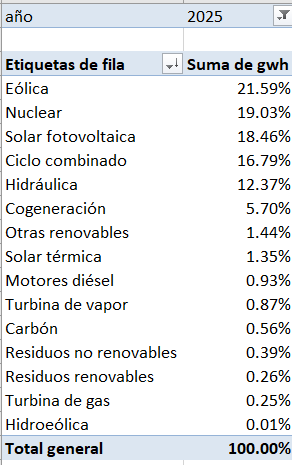 año 2025
Etiquetas de fila Suma de gwh
Eólica 21.59%
Nuclear 19.03%
Solar fotovoltaica 18.46%
Ciclo combinado 16.79%
Hidráulica 12.37%
Cogeneración 5.70%
Otras renovables 1.44%
Solar térmica 1.35%
Motores diésel 0.93%
Turbina de vapor 0.87%
Carbón 0.56%
Residuos no renovables 0.39%
Residuos renovables 0.26%
Turbina de gas 0.25%
Hidroeólica 0.01%
Total general 100.00%